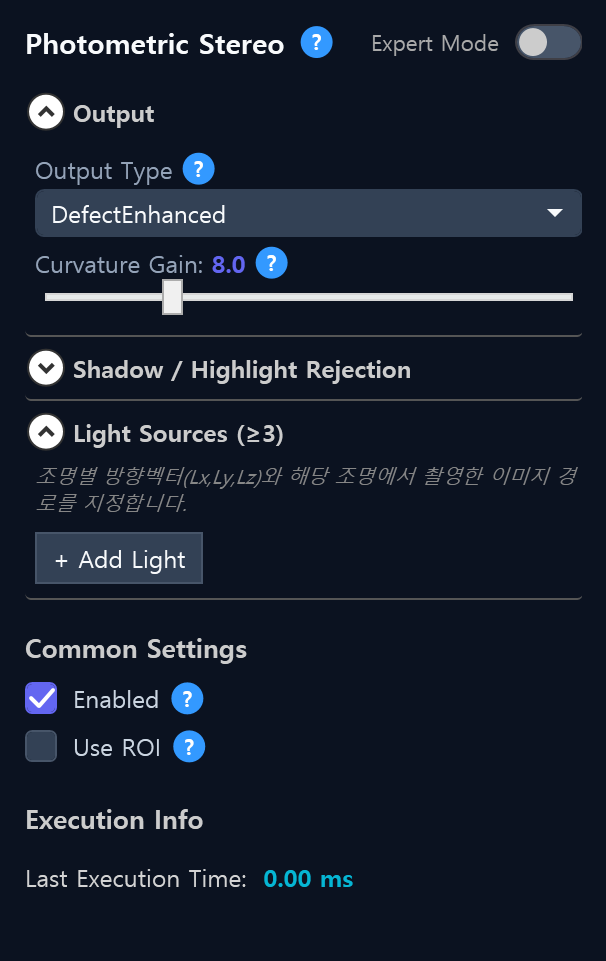 Photometric Stereo ? Expert Mode
Output
Output Type ?
DefectEnhanced
Curvature Gain: 8.0 ?
Shadow / Highlight Rejection
Light Sources (≥3)
조명별 방향벡터(Lx,Ly,Lz)와 해당 조명에서 촬영한 이미지 경
로를 지정합니다.
+ Add Light
Common Settings
Enabled ?
Use ROI ?
Execution Info
Last Execution Time: 0.00 ms